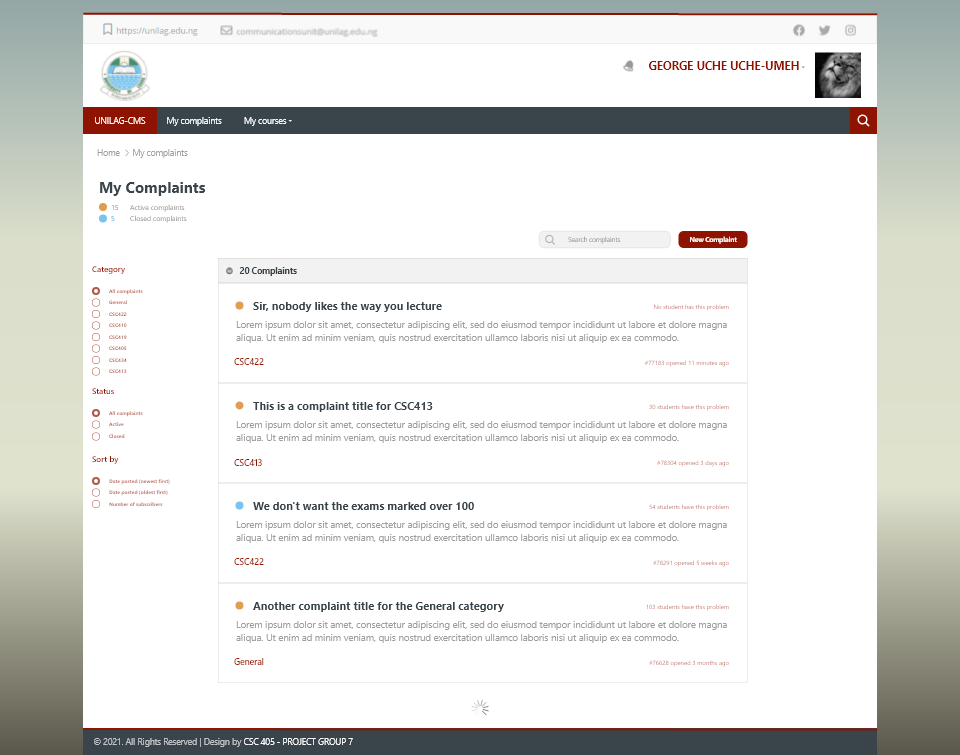 https://unilag.edu.ng communicationsunit@unilag.edu.ng
GEORGE UCHE UCHE-UMEH
UNILAG-CMS My complaints My courses
Home > My complaints
My Complaints
15 Active complaints
5 Closed complaints
Search complaints New Complaint
Category
All complaints
General
CSC422
CSC410
CSC419
CSC405
CSC434
CSC413
Status
All complaints
Active
Closed
Sort by
Date posted (newest first)
Date posted (oldest first)
Number of subscribers
20 Complaints
Sir, nobody likes the way you lecture No student has this problem
Lorem ipsum dolor sit amet, consectetur adipiscing elit, sed do eiusmod tempor incididunt ut labore et dolore magna
aliqua. Ut enim ad minim veniam, quis nostrud exercitation ullamco laboris nisi ut aliquip ex ea commodo.
CSC422 #77183 opened 11 minutes ago
This is a complaint title for CSC413 30 students have this problem
Lorem ipsum dolor sit amet, consectetur adipiscing elit, sed do eiusmod tempor incididunt ut labore et dolore magna
aliqua. Ut enim ad minim veniam, quis nostrud exercitation ullamco laboris nisi ut aliquip ex ea commodo.
CSC413 #78304 opened 3 days ago
We don't want the exams marked over 100 54 students have this problem
Lorem ipsum dolor sit amet, consectetur adipiscing elit, sed do eiusmod tempor incididunt ut labore et dolore magna
aliqua. Ut enim ad minim veniam, quis nostrud exercitation ullamco laboris nisi ut aliquip ex ea commodo.
CSC422 #78291 opened 5 weeks ago
Another complaint title for the General category 103 students have this problem
Lorem ipsum dolor sit amet, consectetur adipiscing elit, sed do eiusmod tempor incididunt ut labore et dolore magna
aliqua. Ut enim ad minim veniam, quis nostrud exercitation ullamco laboris nisi ut aliquip ex ea commodo.
General #76628 opened 3 months ago
© 2021. All Rights Reserved | Design by CSC 405 - PROJECT GROUP 7